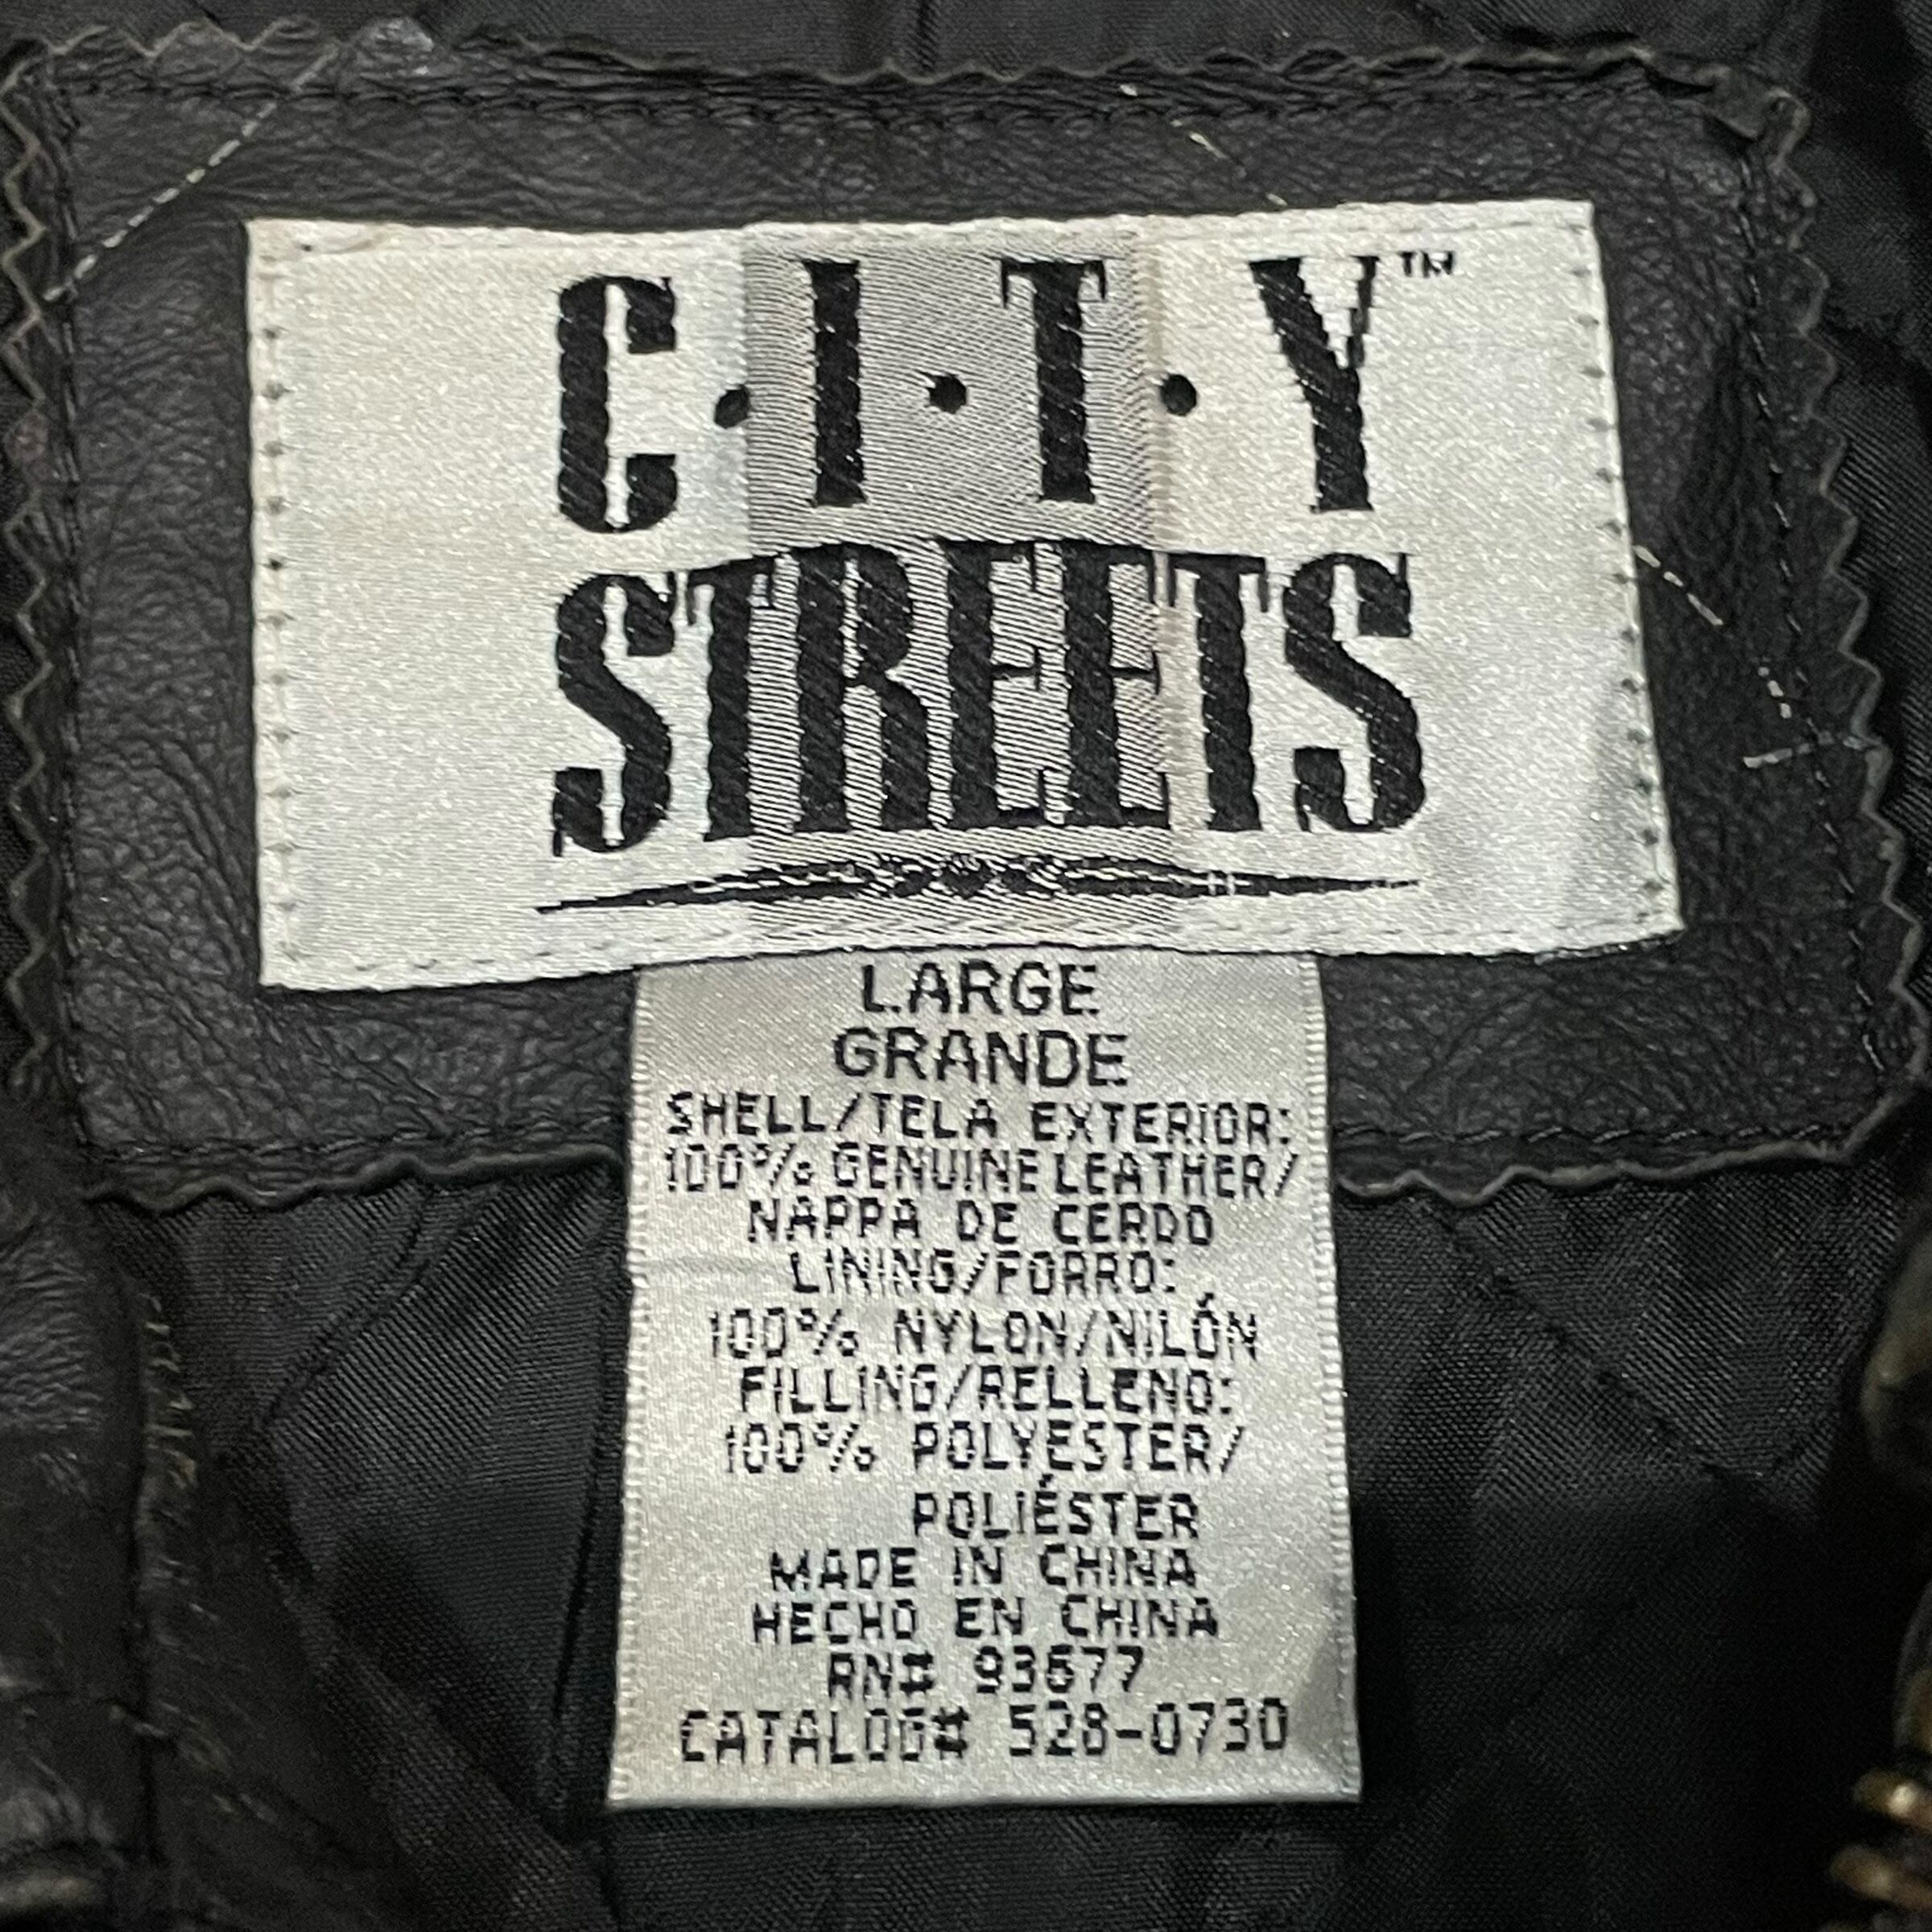 C·I·T·Y™
STREETS
LARGE
GRANDE
SHELL/TELA EXTERIOR:
100% GENUINE LEATHER/
NAPPA DE CERDO
LINING/FORRO:
100% NYLON/NILÓN
FILLING/RELLENO:
100% POLYESTER/
POLIÉSTER
MADE IN CHINA
HECHO EN CHINA
RN# 93677
CATALOG# 528-0730